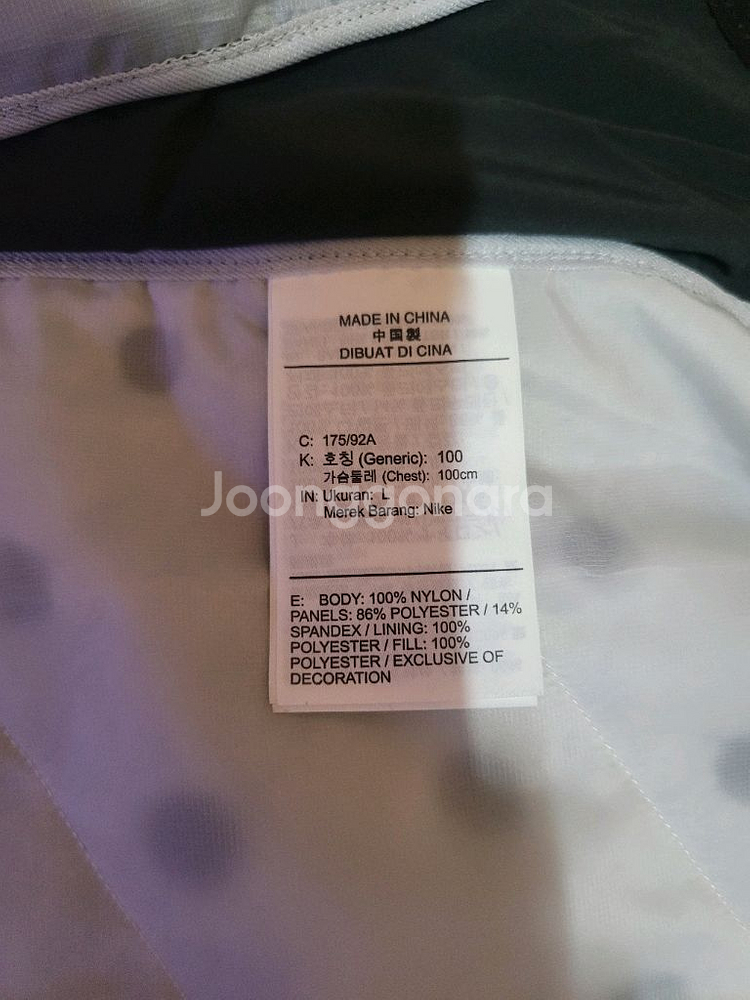 MADE IN CHINA
中国製
DIBUAT DI CINA
C: 175/92A
K: 호칭 (Generic): 100
가슴둘레 (Chest): 100cm
IN: Ukuran: L
Joonggonara
Merek Barang: Nike
E: BODY: 100% NYLON /
PANELS: 86% POLYESTER / 14%
SPANDEX / LINING: 100%
POLYESTER / FILL: 100%
POLYESTER / EXCLUSIVE OF
DECORATION